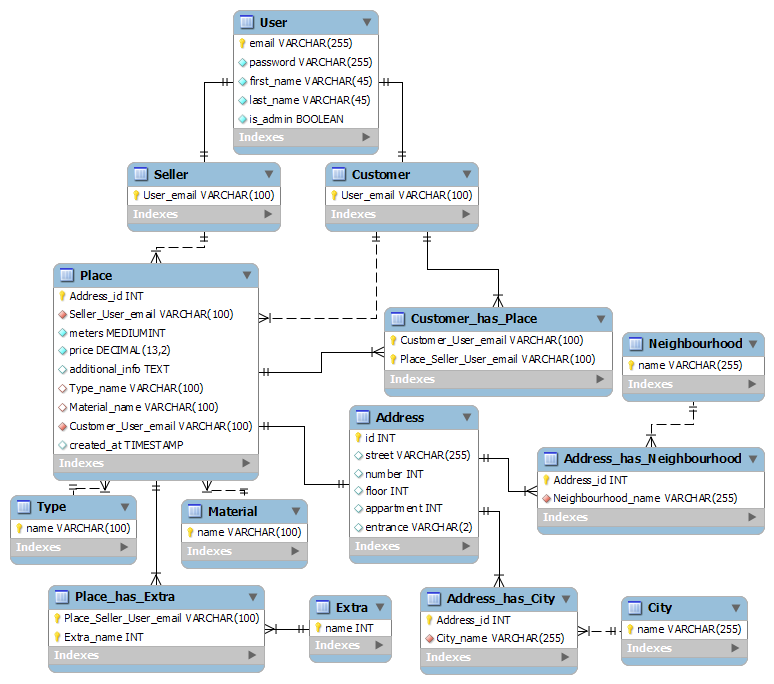 User
email VARCHAR(255)
password VARCHAR(255)
first_name VARCHAR(45)
last_name VARCHAR(45)
is_admin BOOLEAN
Indexes
Seller
User_email VARCHAR(100)
Indexes
Customer
User_email VARCHAR(100)
Indexes
Place
Address_id INT
Seller_User_email VARCHAR(100)
meters MEDIUMINT
price DECIMAL(13,2)
additional_info TEXT
Type_name VARCHAR(100)
Material_name VARCHAR(100)
Customer_User_email VARCHAR(100)
created_at TIMESTAMP
Indexes
Customer_has_Place
Customer_User_email VARCHAR(100)
Place_Seller_User_email VARCHAR(100)
Indexes
Neighbourhood
name VARCHAR(255)
Indexes
Address
id INT
street VARCHAR(255)
number INT
floor INT
appartment INT
entrance VARCHAR(2)
Indexes
Address_has_Neighbourhood
Address_id INT
Neighbourhood_name VARCHAR(255)
Indexes
Type
name VARCHAR(100)
Indexes
Material
name VARCHAR(100)
Indexes
Place_has_Extra
Place_Seller_User_email VARCHAR(100)
Extra_name INT
Indexes
Extra
name INT
Indexes
Address_has_City
Address_id INT
City_name VARCHAR(255)
Indexes
City
name VARCHAR(255)
Indexes